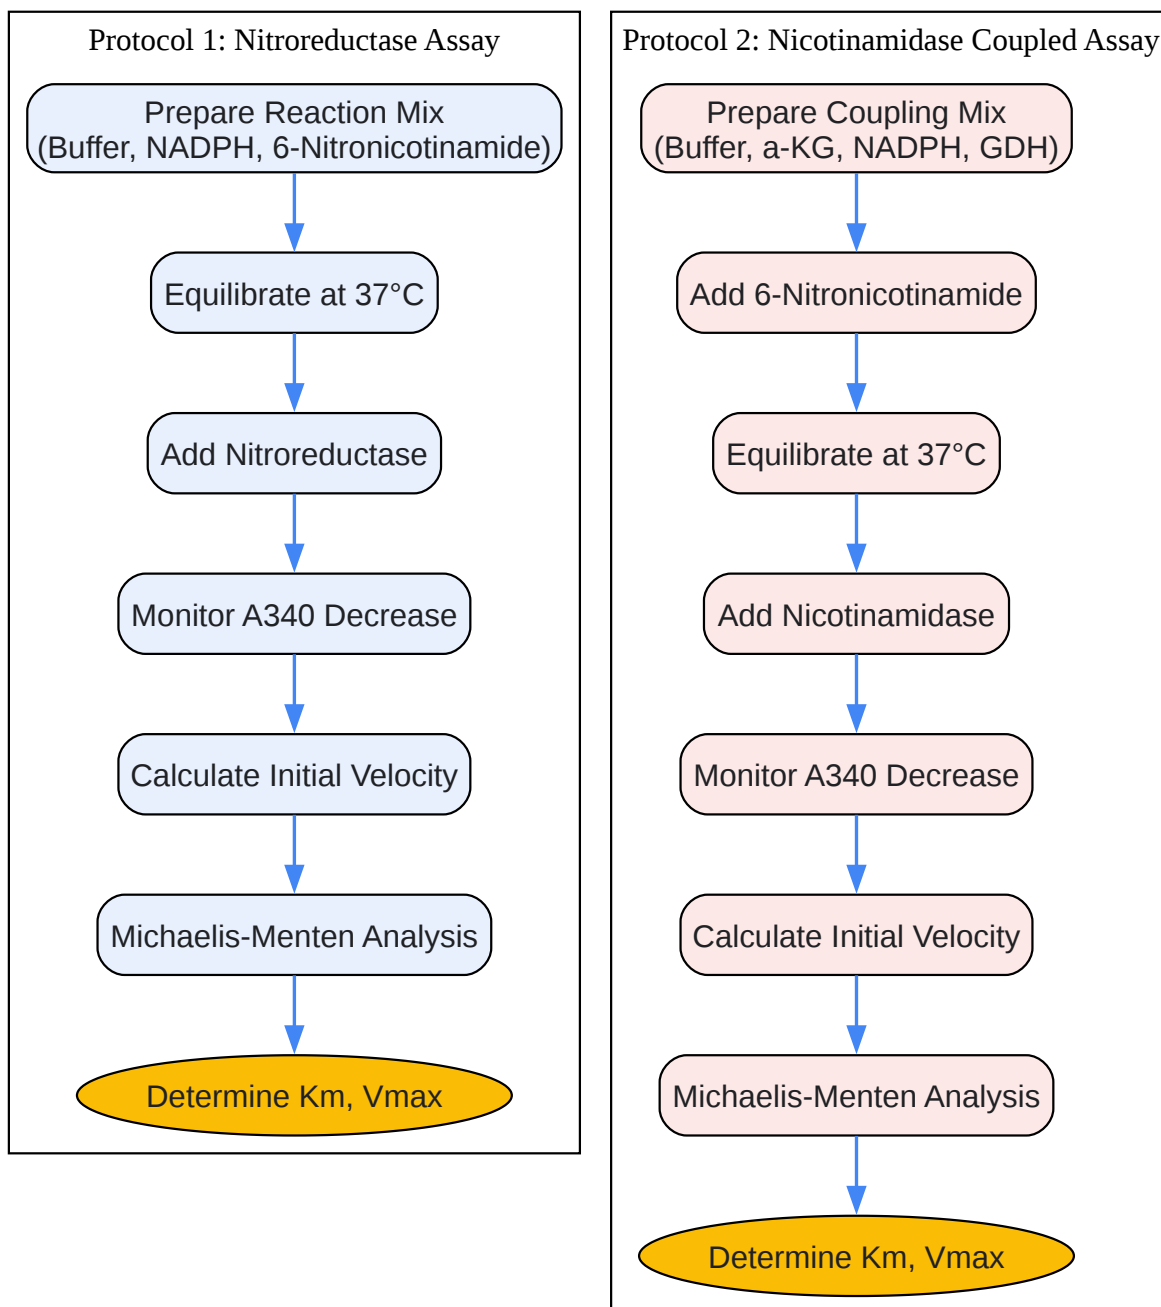 Protocol 1: Nitroreductase Assay
Prepare Reaction Mix
(Buffer, NADPH, 6-Nitronicotinamide)
Equilibrate at 37°C
Add Nitroreductase
Monitor A340 Decrease
Calculate Initial Velocity
Michaelis-Menten Analysis
Determine Km, Vmax
Protocol 2: Nicotinamidase Coupled Assay
Prepare Coupling Mix
(Buffer, a-KG, NADPH, GDH)
Add 6-Nitronicotinamide
Equilibrate at 37°C
Add Nicotinamidase
Monitor A340 Decrease
Calculate Initial Velocity
Michaelis-Menten Analysis
Determine Km, Vmax